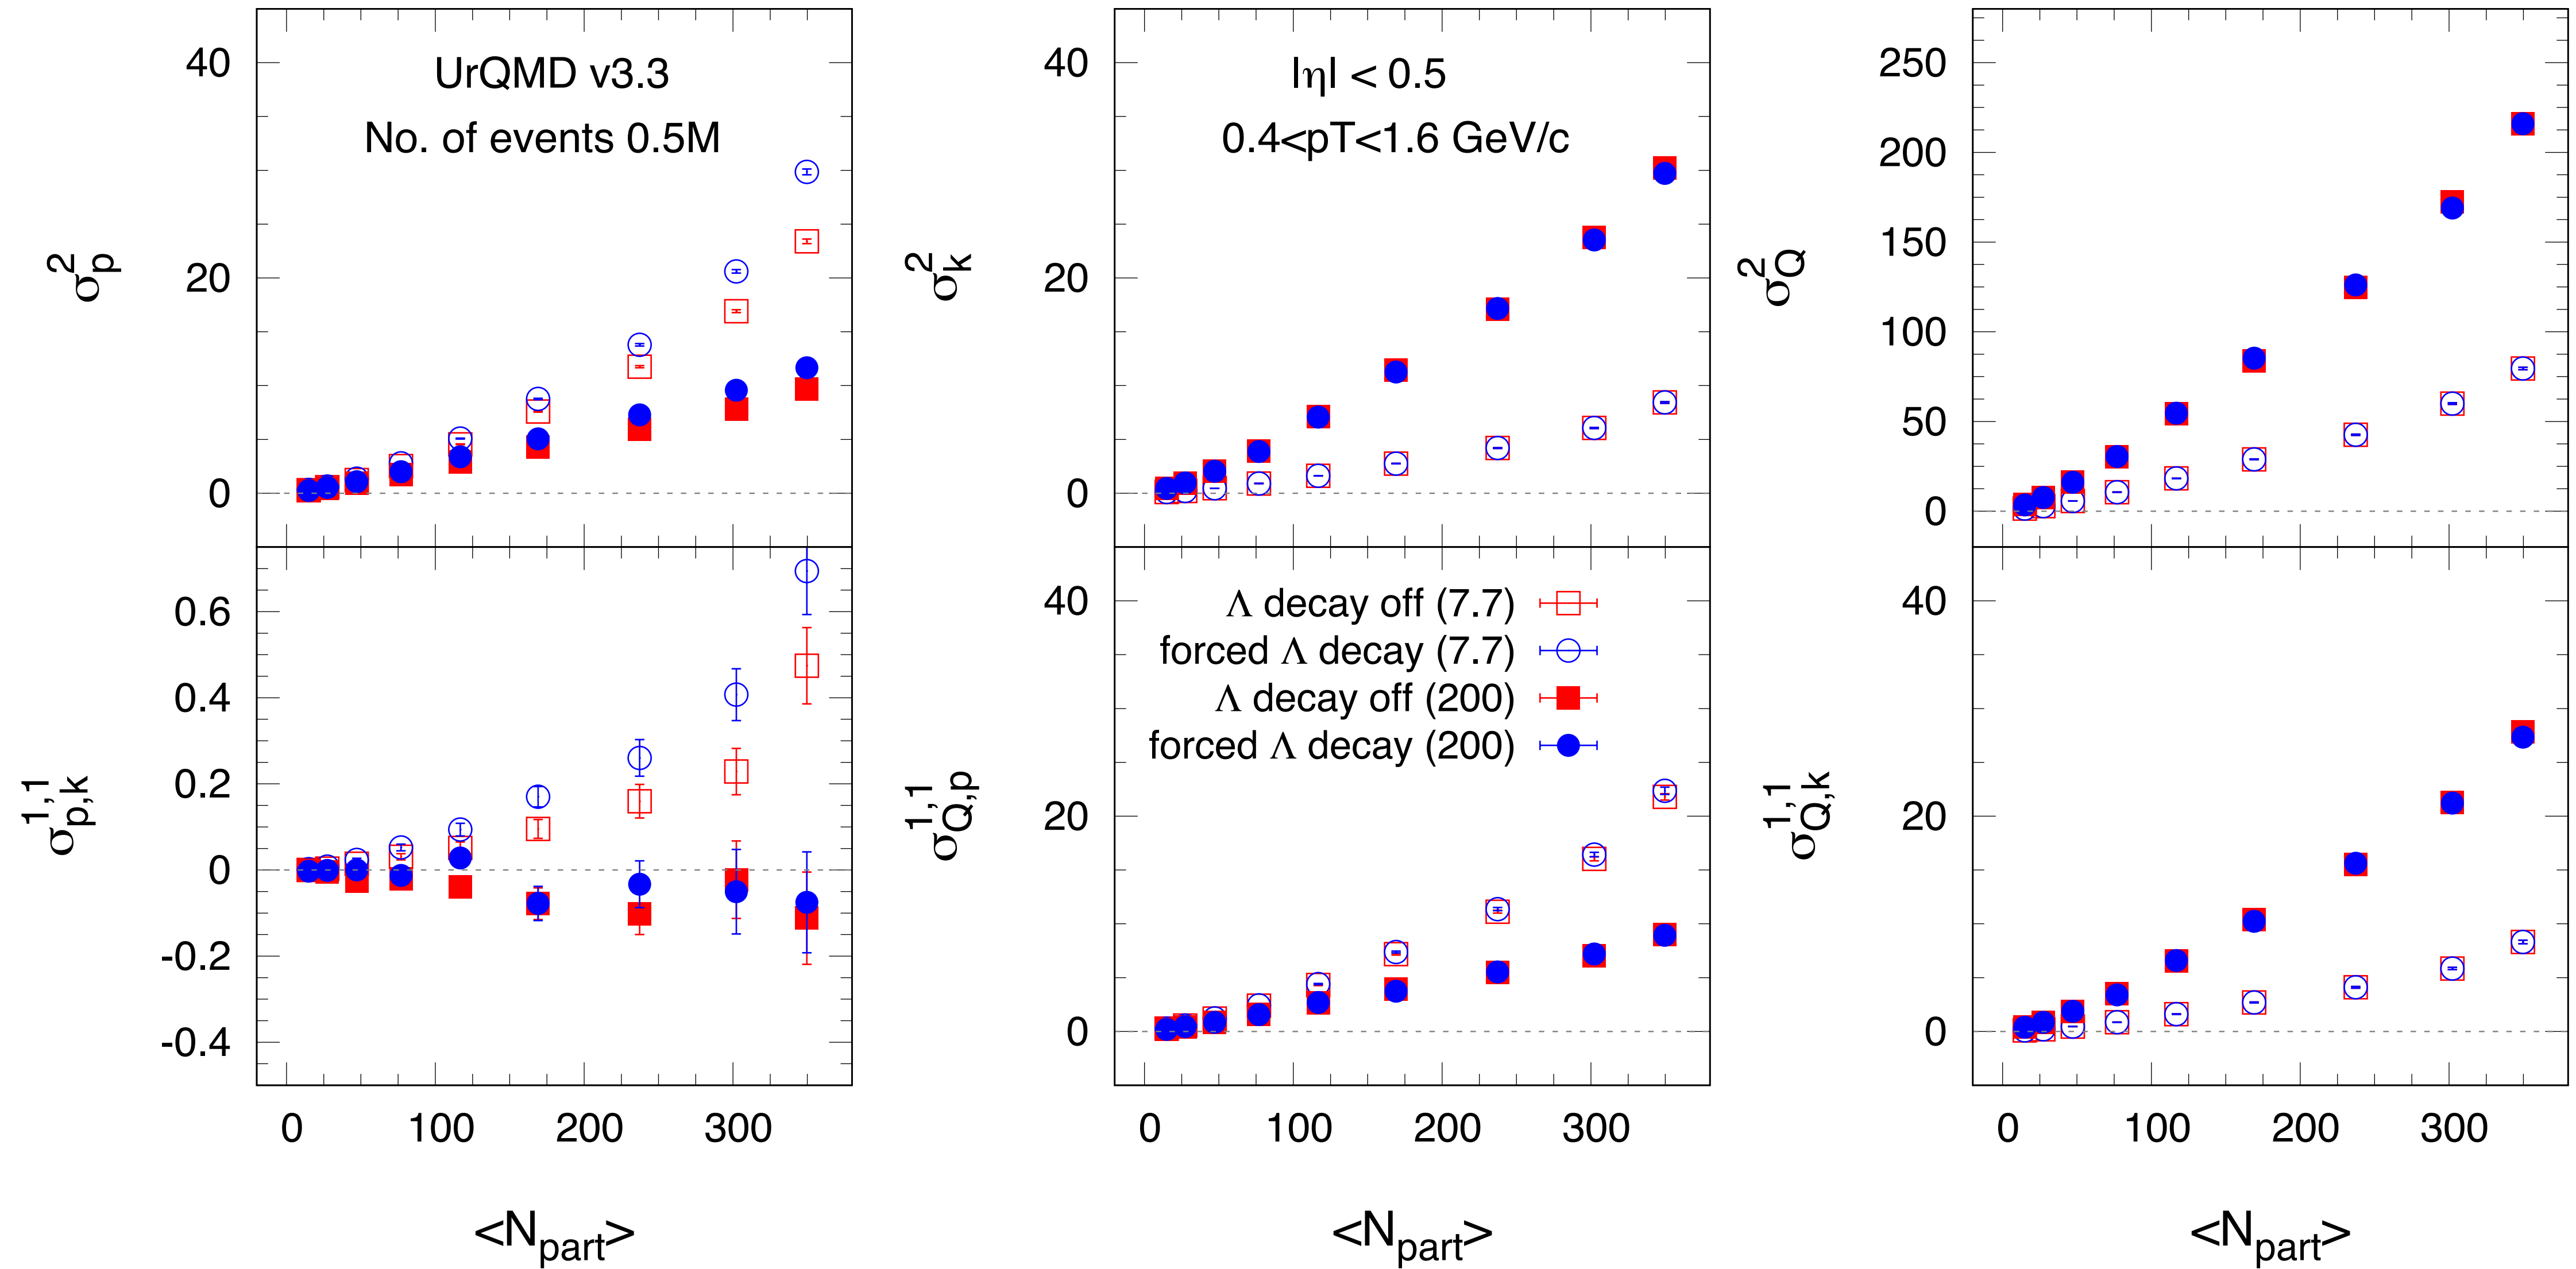 UrQMD v3.3
No. of events 0.5M
σ²p
40
20
0
|η| < 0.5
0.4<pT<1.6 GeV/c
σ²k
40
20
0
σ²Q
250
200
150
100
50
0
σ1,1p,k
0.6
0.4
0.2
0
-0.2
-0.4
0 100 200 300
<Npart>
σ1,1Q,p
40
20
0
Λ decay off (7.7)
forced Λ decay (7.7)
Λ decay off (200)
forced Λ decay (200)
0 100 200 300
<Npart>
σ1,1Q,k
40
20
0
0 100 200 300
<Npart>